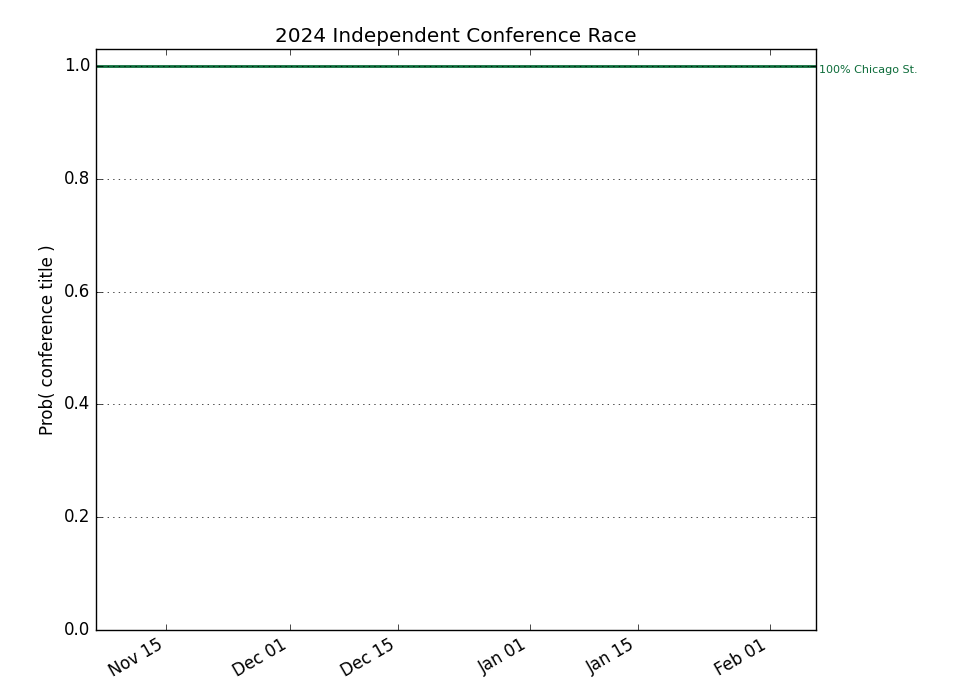 2024 Independent Conference Race
1.0
100% Chicago St.
0.8
0.6
Prob( conference title )
0.4
0.2
0.0
Nov 15
Dec 01
Dec 15
Jan 01
Jan 15
Feb 01